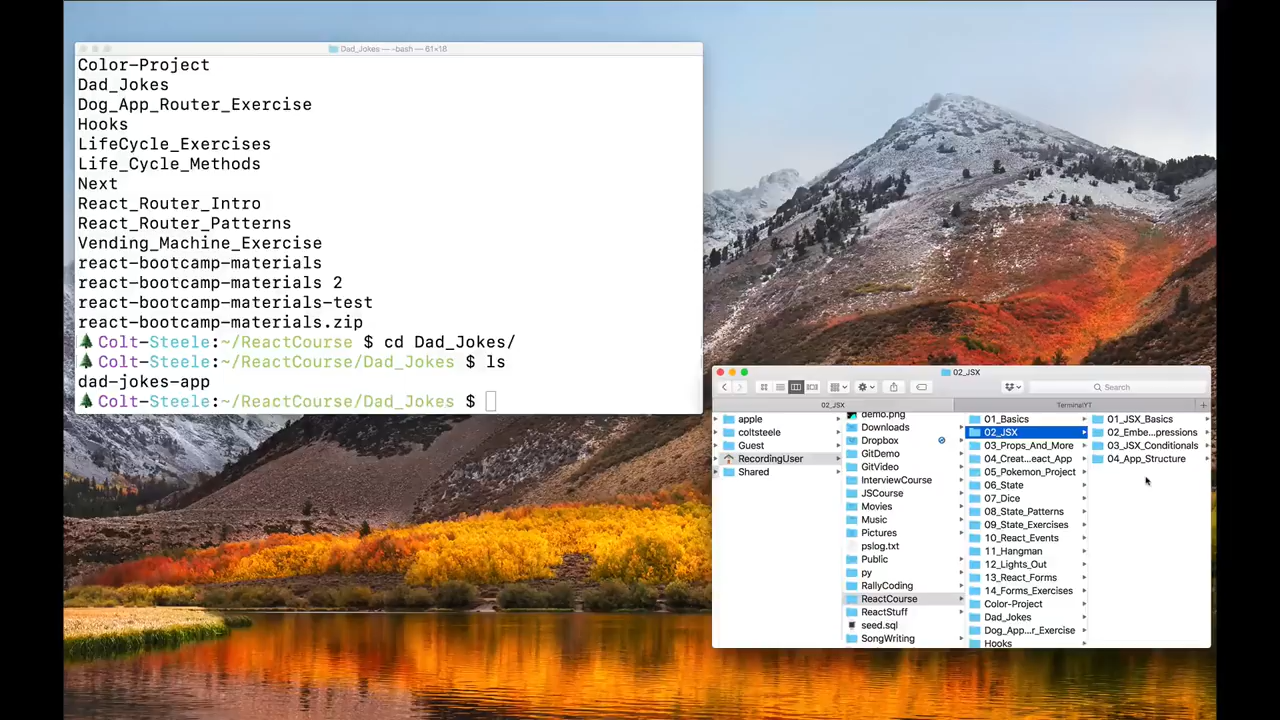 Dad_Jokes — -bash — 61×18
Color-Project
Dad_Jokes
Dog_App_Router_Exercise
Hooks
LifeCycle_Exercises
Life_Cycle_Methods
Next
React_Router_Intro
React_Router_Patterns
Vending_Machine_Exercise
react-bootcamp-materials
react-bootcamp-materials 2
react-bootcamp-materials-test
react-bootcamp-materials.zip
Colt-Steele:~/ReactCourse $ cd Dad_Jokes/
Colt-Steele:~/ReactCourse/Dad_Jokes $ ls
dad-jokes-app
Colt-Steele:~/ReactCourse/Dad_Jokes $
02_JSX
Search
02_JSX
TerminalYT
apple
coltsteele
Guest
RecordingUser
Shared
demo.png
Downloads
Dropbox
GitDemo
GitVideo
InterviewCourse
JSCourse
Movies
Music
Pictures
pslog.txt
Public
py
RallyCoding
ReactCourse
ReactStuff
seed.sql
SongWriting
01_Basics
02_JSX
03_Props_And_More
04_Creat...eact_App
05_Pokemon_Project
06_State
07_Dice
08_State_Patterns
09_State_Exercises
10_React_Events
11_Hangman
12_Lights_Out
13_React_Forms
14_Forms_Exercises
Color-Project
Dad_Jokes
Dog_App...r_Exercise
Hooks
01_JSX_Basics
02_Embe...pressions
03_JSX_Conditionals
04_App_Structure